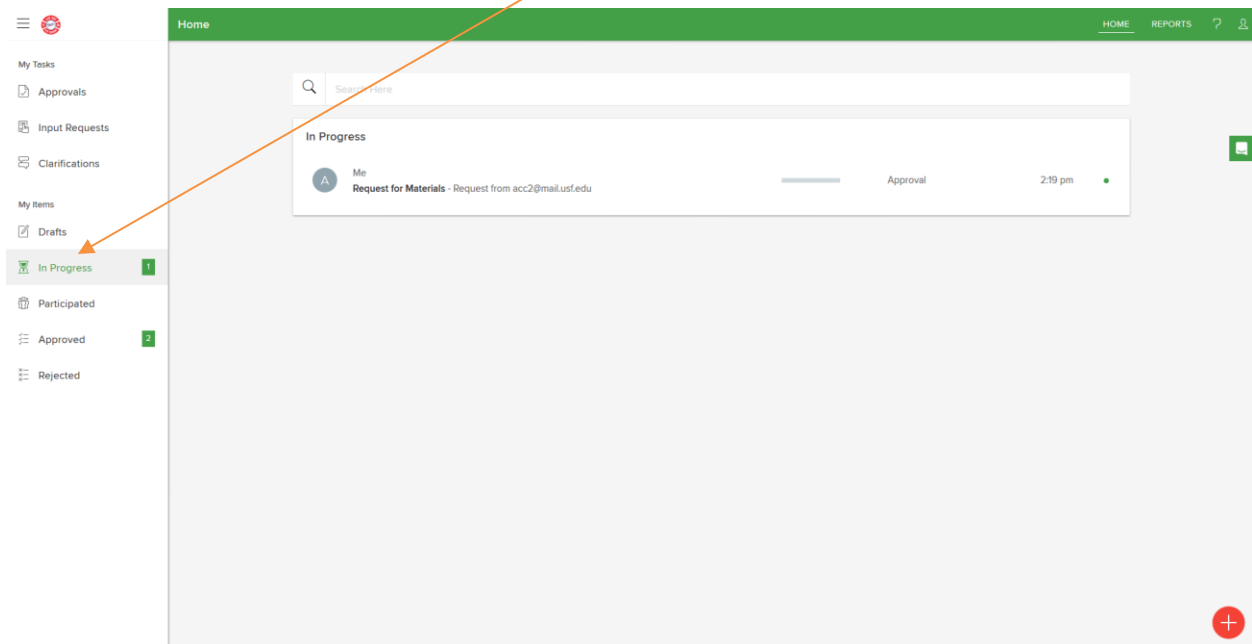 Home
HOME REPORTS ?
My Tasks
Approvals
Input Requests
Clarifications
My Items
Drafts
In Progress 1
Participated
Approved 2
Rejected
Search Here
In Progress
A
Me
Request for Materials - Request from acc2@mail.usf.edu
Approval
2:19 pm